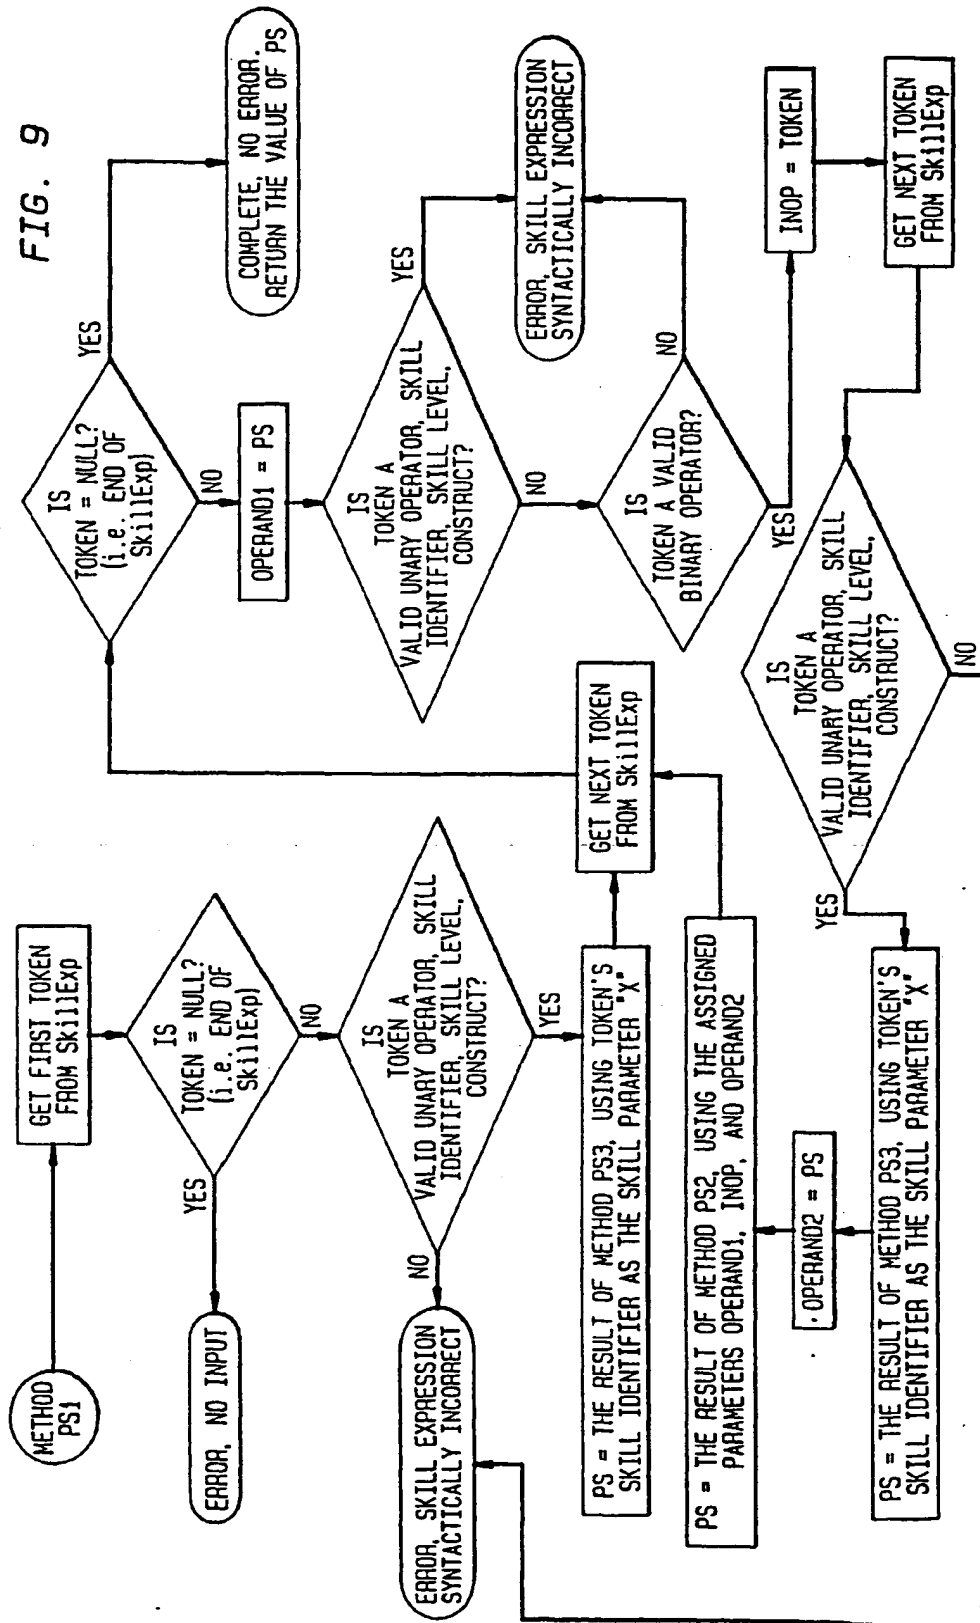 FIG. 9
METHOD
PS1
GET FIRST TOKEN
FROM SkillExp
IS
TOKEN = NULL?
(i.e. END OF
SkillExp)
YES
NO
ERROR, NO INPUT
IS
TOKEN A
VALID UNARY OPERATOR, SKILL
IDENTIFIER, SKILL LEVEL,
CONSTRUCT?
NO
YES
ERROR, SKILL EXPRESSION
SYNTACTICALLY INCORRECT
PS = THE RESULT OF METHOD PS3, USING TOKEN'S
SKILL IDENTIFIER AS THE SKILL PARAMETER "X"
GET NEXT TOKEN
FROM SkillExp
PS = THE RESULT OF METHOD PS2, USING THE ASSIGNED
PARAMETERS OPERAND1, INOP, AND OPERAND2
OPERAND2 = PS
PS = THE RESULT OF METHOD PS3, USING TOKEN'S
SKILL IDENTIFIER AS THE SKILL PARAMETER "X"
IS
TOKEN = NULL?
(i.e. END OF
SkillExp)
YES
NO
COMPLETE, NO ERROR.
RETURN THE VALUE OF PS
OPERAND1 = PS
IS
TOKEN A
VALID UNARY OPERATOR, SKILL
IDENTIFIER, SKILL LEVEL,
CONSTRUCT?
YES
NO
ERROR, SKILL EXPRESSION
SYNTACTICALLY INCORRECT
IS
TOKEN A VALID
BINARY OPERATOR?
NO
YES
INOP = TOKEN
GET NEXT TOKEN
FROM SkillExp
IS
TOKEN A
VALID UNARY OPERATOR, SKILL
IDENTIFIER, SKILL LEVEL,
CONSTRUCT?
YES
NO